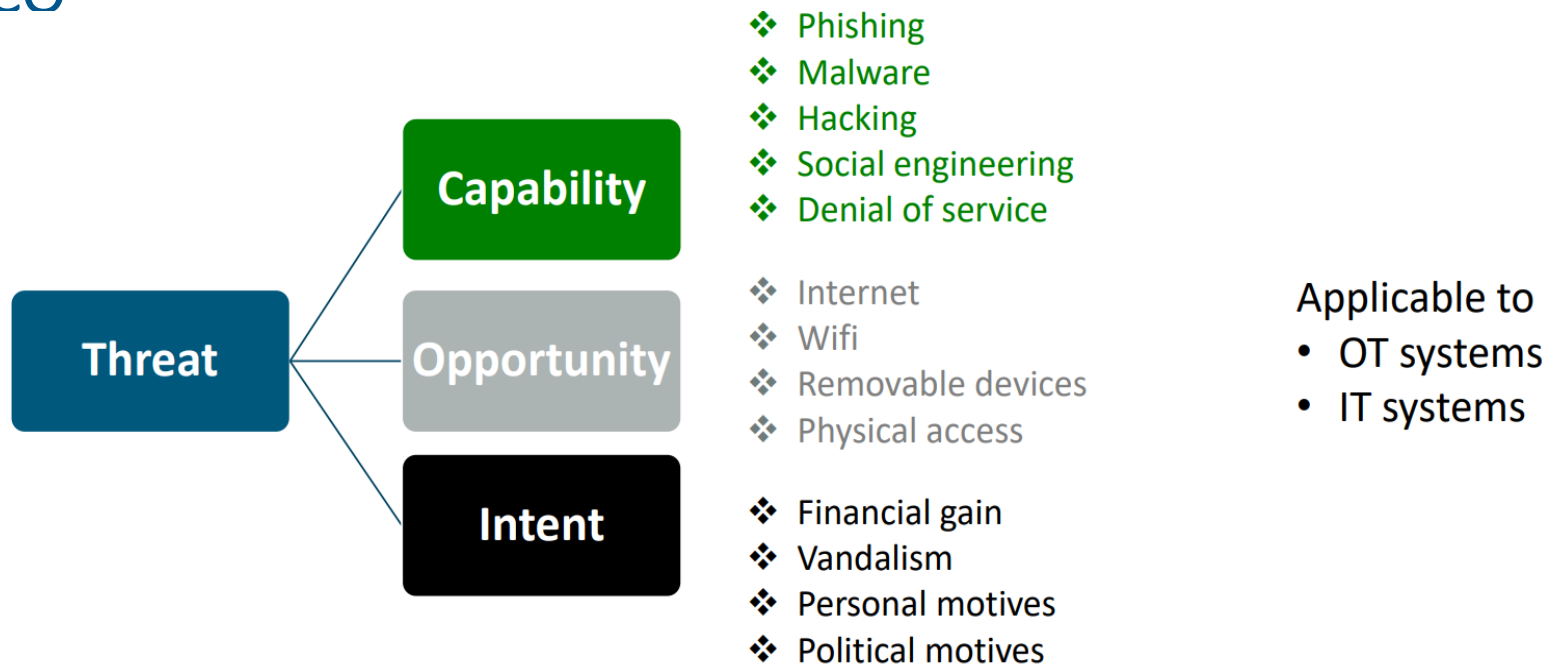 Phishing
Malware
Hacking
Social engineering
Denial of service
Capability
Threat
Opportunity
Internet
Wifi
Removable devices
Physical access
Applicable to
OT systems
IT systems
Intent
Financial gain
Vandalism
Personal motives
Political motives